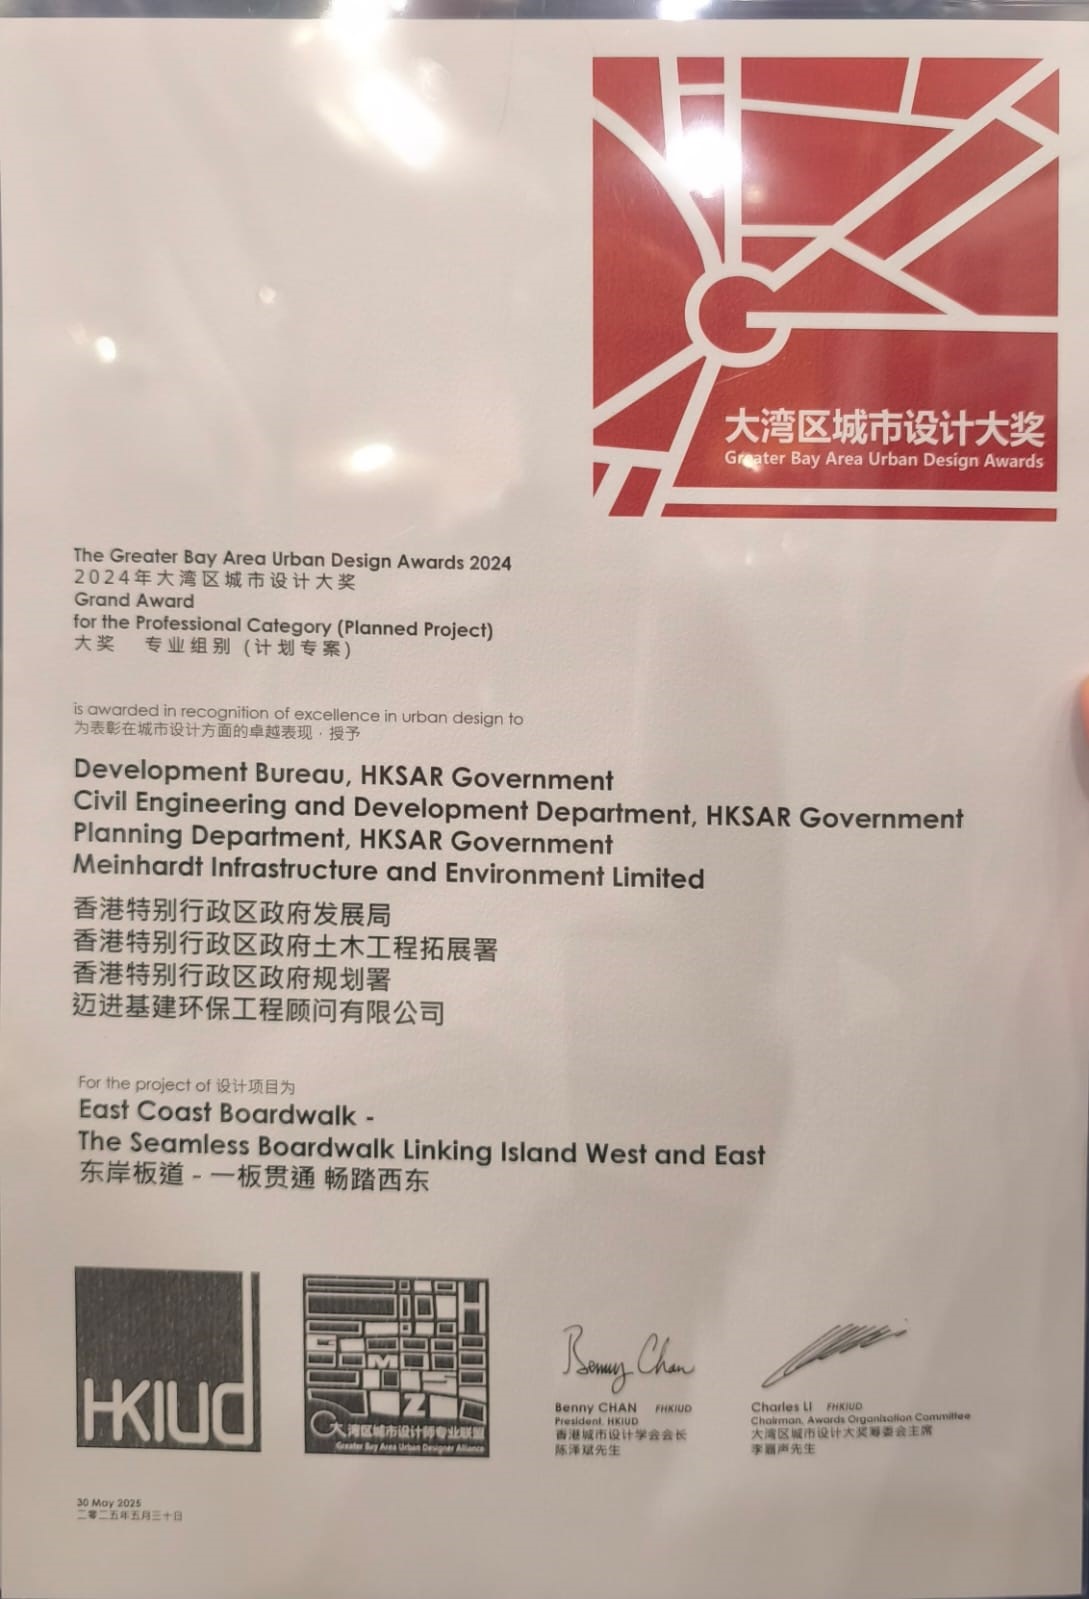 大湾区城市设计大奖
Greater Bay Area Urban Design Awards
The Greater Bay Area Urban Design Awards 2024
2024年大湾区城市设计大奖
Grand Award
for the Professional Category (Planned Project)
大奖 专业组别 (计划专案)
is awarded in recognition of excellence in urban design to
为表彰在城市设计方面的卓越表现·授予
Development Bureau, HKSAR Government
Civil Engineering and Development Department, HKSAR Government
Planning Department, HKSAR Government
Meinhardt Infrastructure and Environment Limited
香港特别行政区政府发展局
香港特别行政区政府土木工程拓展署
香港特别行政区政府规划署
迈进基建环保工程顾问有限公司
For the project of 设计项目为
East Coast Boardwalk -
The Seamless Boardwalk Linking Island West and East
东岸板道 - 一板贯通 畅踏西东
HKIUD
大湾区城市设计师专业联盟
Greater Bay Area Urban Designer Alliance
Benny Chan
Benny CHAN FHKIUD
President, HKIUD
香港城市设计学会会长
陈泽斌先生
Charles LI FHKIUD
Chairman, Awards Organisation Committee
大湾区城市设计大奖筹委会主席
李嘉声先生
30 May 2025
二零二五年五月三十日